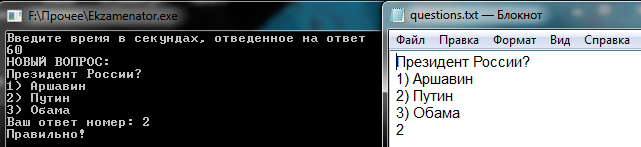 F:\Прочее\Ekzamenator.exe
Введите время в секундах, отведенное на ответ
60
НОВЫЙ ВОПРОС:
Президент России?
1) Аршавин
2) Путин
3) Обама
Ваш ответ номер: 2
Правильно!
questions.txt — Блокнот
Файл Правка Формат Вид Справка
Президент России?
1) Аршавин
2) Путин
3) Обама
2